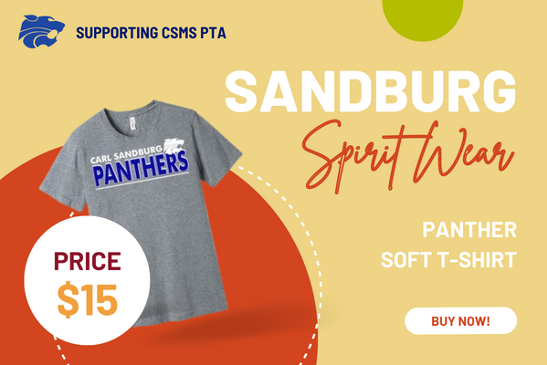 SUPPORTING CSMS PTA
SANDBURG
Spirit Wear
CARL SANDBURG
PANTHERS
PANTHER
SOFT T-SHIRT
PRICE
$15
BUY NOW!